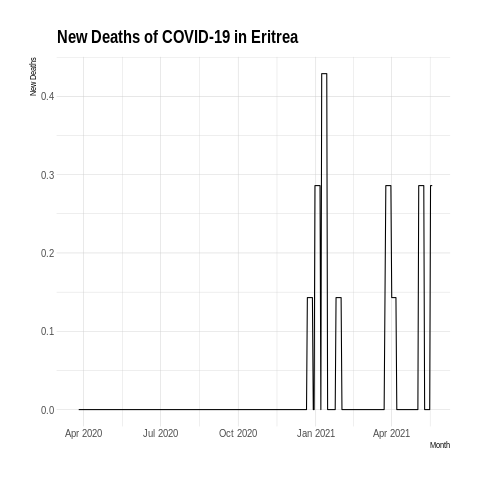 New Deaths of COVID-19 in Eritrea
New Deaths
0.4
0.3
0.2
0.1
0.0
Apr 2020 Jul 2020 Oct 2020 Jan 2021 Apr 2021
Month